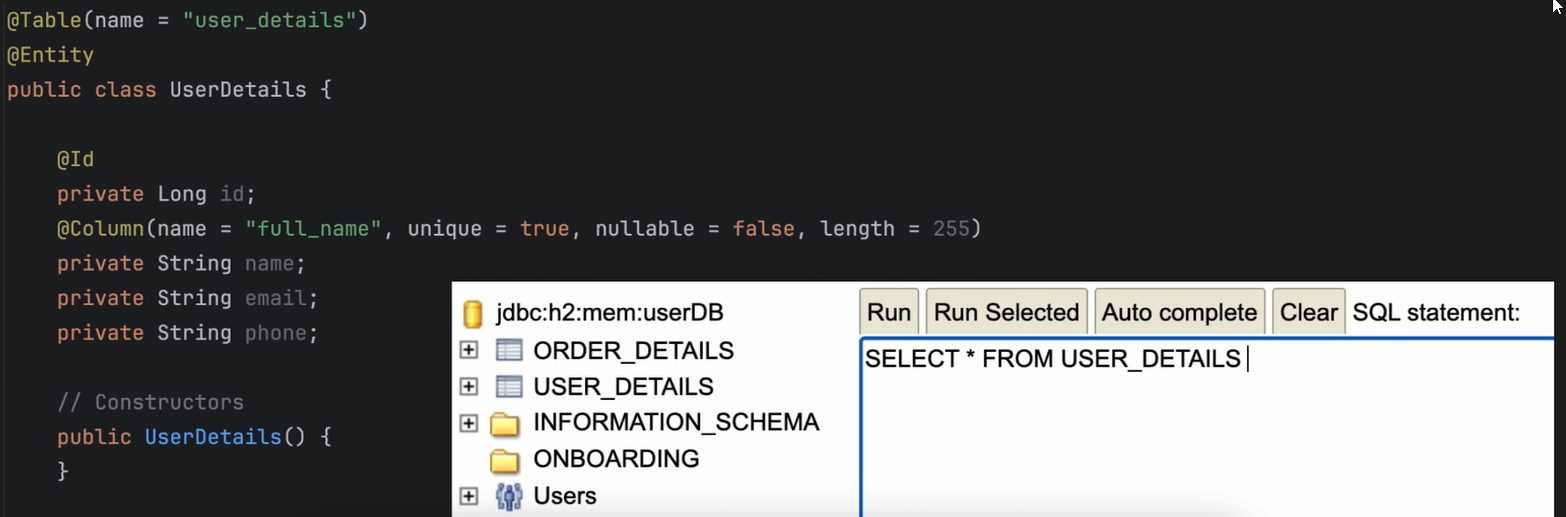 @Table(name = "user_details")
@Entity
public class UserDetails {
@Id
private Long id;
@Column(name = "full_name", unique = true, nullable = false, length = 255)
private String name;
private String email;
private String phone;
// Constructors
public UserDetails() {
}
jdbc:h2:mem:userDB
ORDER_DETAILS
USER_DETAILS
INFORMATION_SCHEMA
ONBOARDING
Users
Run Run Selected Auto complete Clear SQL statement:
SELECT * FROM USER_DETAILS